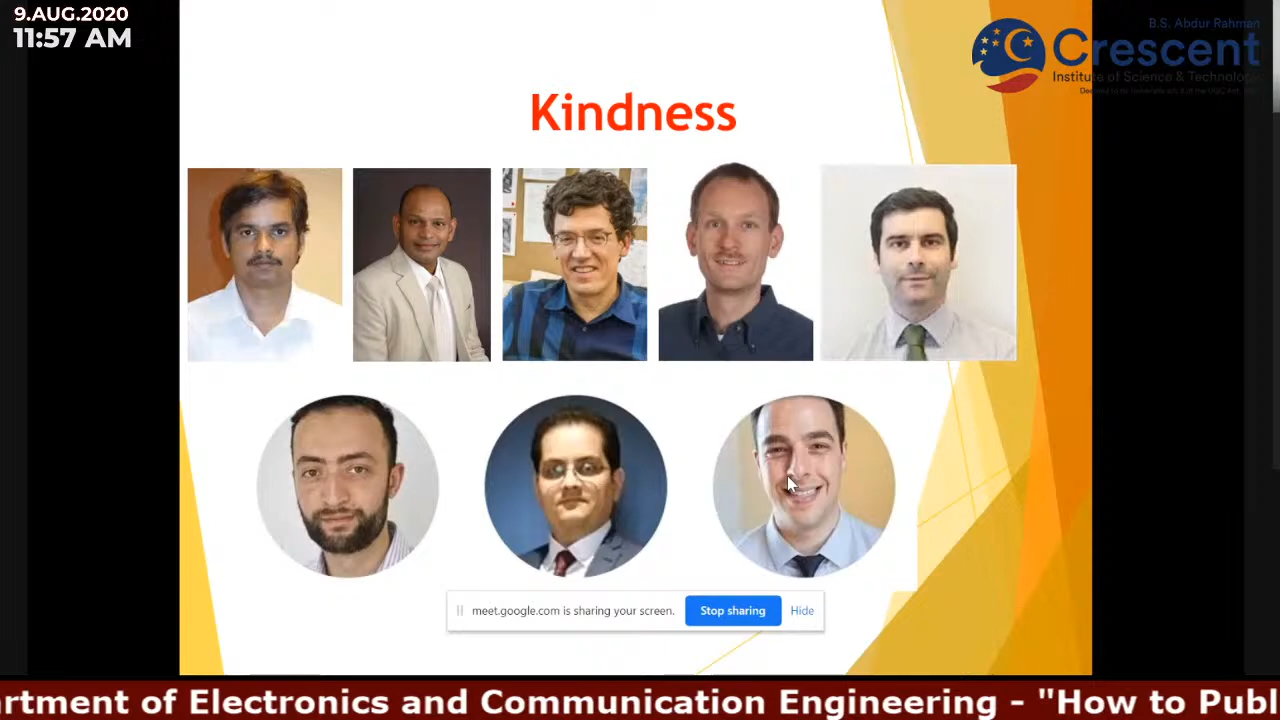 9.AUG.2020
11:57 AM
B.S. Abdur Rahman
Crescent
Institute of Science & Technology
Kindness
meet.google.com is sharing your screen.
Stop sharing
Hide
artment of Electronics and Communication Engineering - "How to Publ